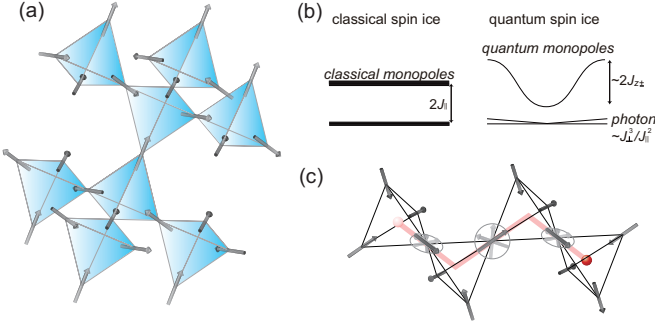 (a)
(b)
classical spin ice
quantum spin ice
classical monopoles
2J||
quantum monopoles
~2Jz±
photon
~J⊥³/J||²
(c)